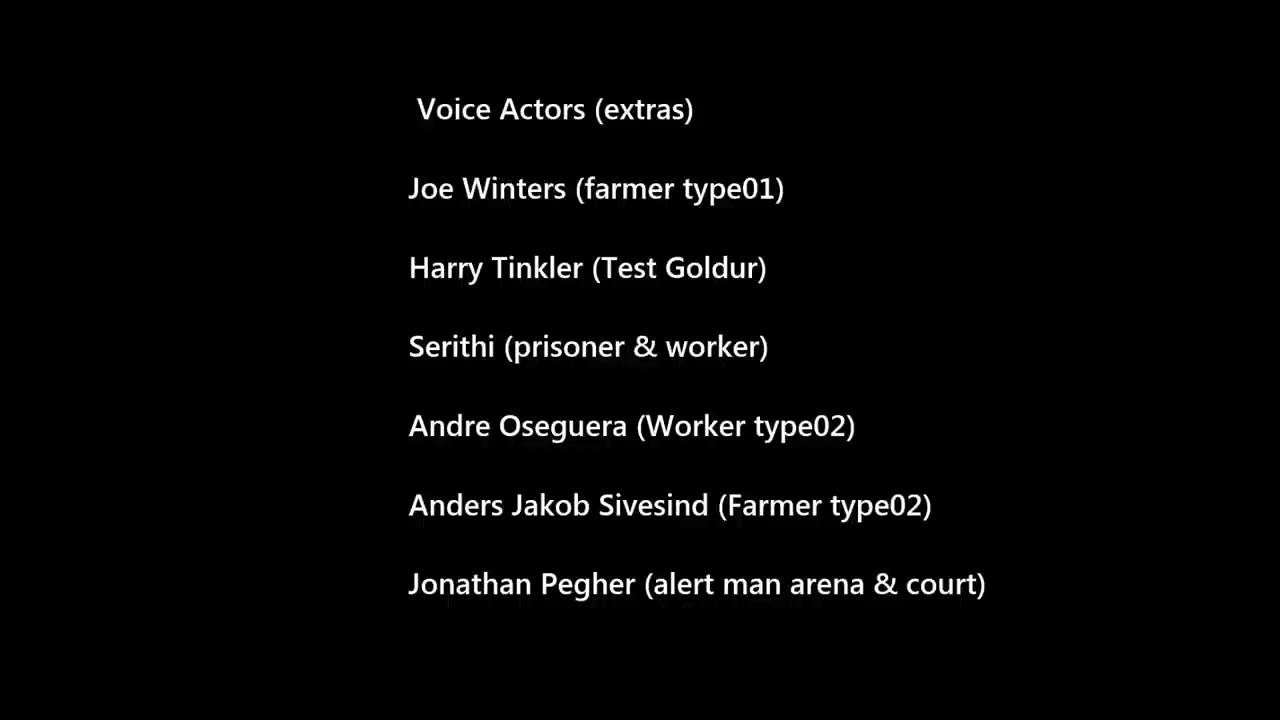 Voice Actors (extras)
Joe Winters (farmer type01)
Harry Tinkler (Test Goldur)
Serithi (prisoner & worker)
Andre Oseguera (Worker type02)
Anders Jakob Sivesind (Farmer type02)
Jonathan Pegher (alert man arena & court)